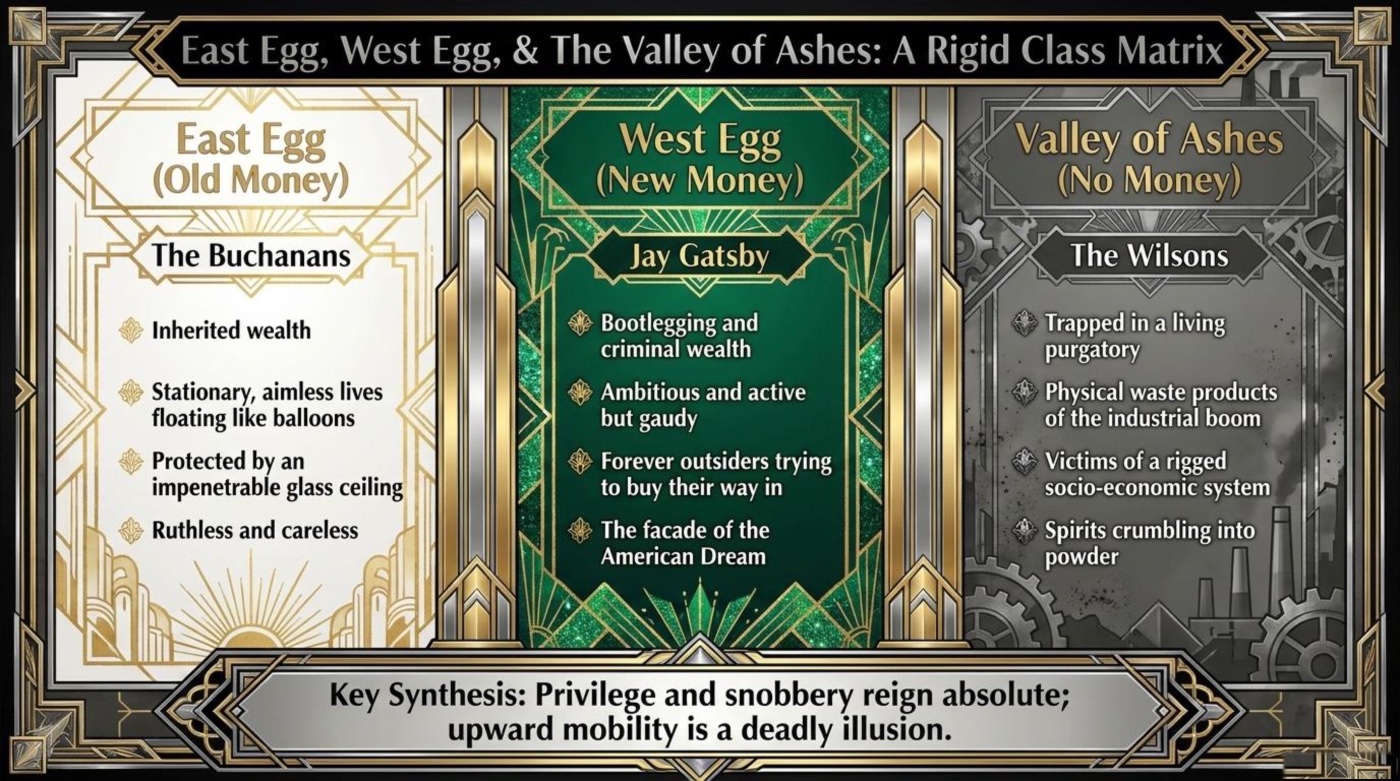 East Egg, West Egg, & The Valley of Ashes: A Rigid Class Matrix
East Egg
(Old Money)
The Buchanans
Inherited wealth
Stationary, aimless lives
floating like balloons
Protected by an
impenetrable glass ceiling
Ruthless and careless
West Egg
(New Money)
Jay Gatsby
Bootlegging and
criminal wealth
Ambitious and active
but gaudy
Forever outsiders trying
to buy their way in
The facade of the
American Dream
Valley of Ashes
(No Money)
The Wilsons
Trapped in a living
purgatory
Physical waste products
of the industrial boom
Victims of a rigged
socio-economic system
Spirits crumbling into
powder
Key Synthesis: Privilege and snobbery reign absolute;
upward mobility is a deadly illusion.